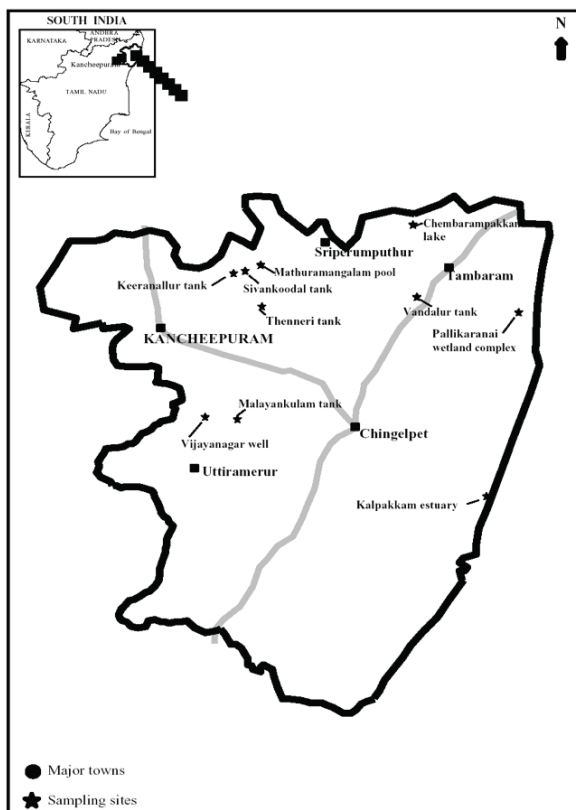 SOUTH INDIA
N
KARNATAKA
ANDHRA
PRADESH
Kancheepuram
TAMIL NADU
KERALA
Bay of Bengal
Chembarampakkam
lake
Sriperumputhur
Mathuramangalam pool
Tambaram
Keeranallur tank
Sivankoodal tank
Thenneri tank
Vandalur tank
Pallikaranai
wetland complex
KANCHEEPURAM
Malayankulam tank
Vijayanagar well
Chingelpet
Uttiramerur
Kalpakkam estuary
Major towns
Sampling sites